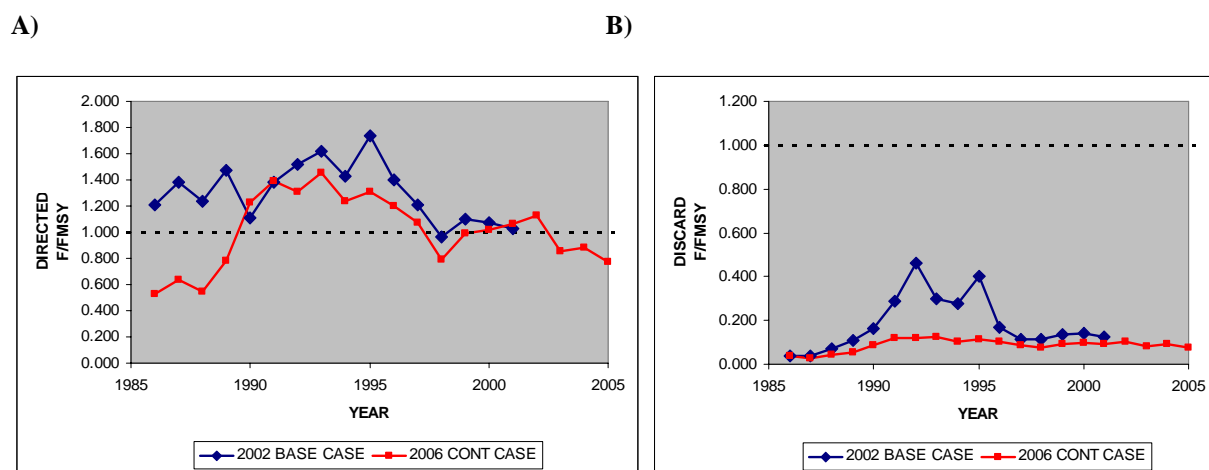 A)
B)
DIRECTED
F/FMSY
2.000
1.800
1.600
1.400
1.200
1.000
0.800
0.600
0.400
0.200
0.000
1985
1990
1995
2000
2005
YEAR
2002 BASE CASE
2006 CONT CASE
DISCARD
F/FMSY
1.200
1.000
0.800
0.600
0.400
0.200
0.000
1985
1990
1995
2000
2005
YEAR
2002 BASE CASE
2006 CONT CASE